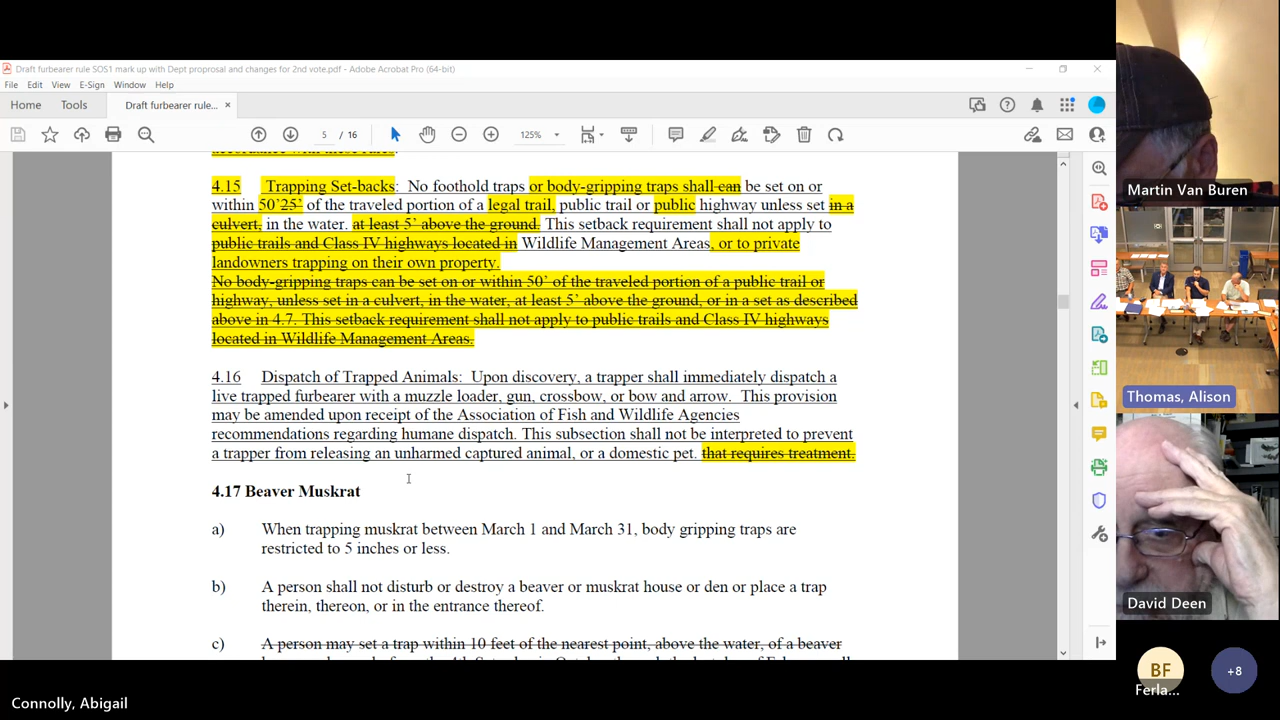 Draft furbearer rule SOS1 mark up with Dept proprosal and changes for 2nd vote.pdf - Adobe Acrobat Pro (64-bit)
File Edit View E-Sign Window Help
Home Tools Draft furbearer rule... ×
5 / 16 125%
accordance with these rules.
4.15 Trapping Set-backs: No foothold traps or body-gripping traps shall can be set on or
within 50’25’ of the traveled portion of a legal trail, public trail or public highway unless set in a
culvert, in the water. at least 5’ above the ground. This setback requirement shall not apply to
public trails and Class IV highways located in Wildlife Management Areas, or to private
landowners trapping on their own property.
No body-gripping traps can be set on or within 50’ of the traveled portion of a public trail or
highway, unless set in a culvert, in the water, at least 5’ above the ground, or in a set as described
above in 4.7. This setback requirement shall not apply to public trails and Class IV highways
located in Wildlife Management Areas.
4.16 Dispatch of Trapped Animals: Upon discovery, a trapper shall immediately dispatch a
live trapped furbearer with a muzzle loader, gun, crossbow, or bow and arrow. This provision
may be amended upon receipt of the Association of Fish and Wildlife Agencies
recommendations regarding humane dispatch. This subsection shall not be interpreted to prevent
a trapper from releasing an unharmed captured animal, or a domestic pet. that requires treatment.
4.17 Beaver Muskrat
a) When trapping muskrat between March 1 and March 31, body gripping traps are
restricted to 5 inches or less.
b) A person shall not disturb or destroy a beaver or muskrat house or den or place a trap
therein, thereon, or in the entrance thereof.
c) A person may set a trap within 10 feet of the nearest point, above the water, of a beaver
Martin Van Buren
Thomas, Alison
David Deen
BF
+8
Ferla...
Connolly, Abigail